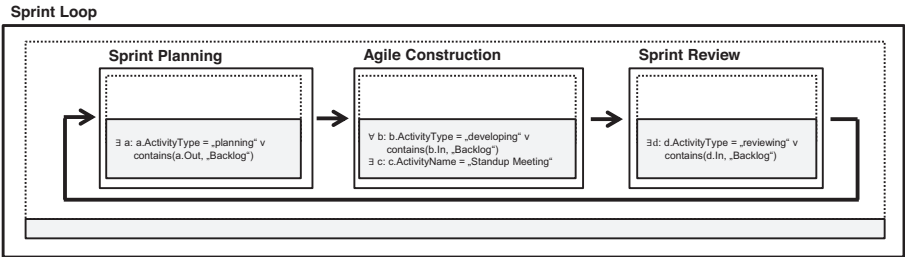 Sprint Loop
Sprint Planning
Agile Construction
Sprint Review
∃ a: a.ActivityType = „planning“ v
contains(a.Out, „Backlog“)
∀ b: b.ActivityType = „developing“ v
contains(b.In, „Backlog“)
∃ c: c.ActivityName = „Standup Meeting“
∃d: d.ActivityType = „reviewing“ v
contains(d.In, „Backlog“)